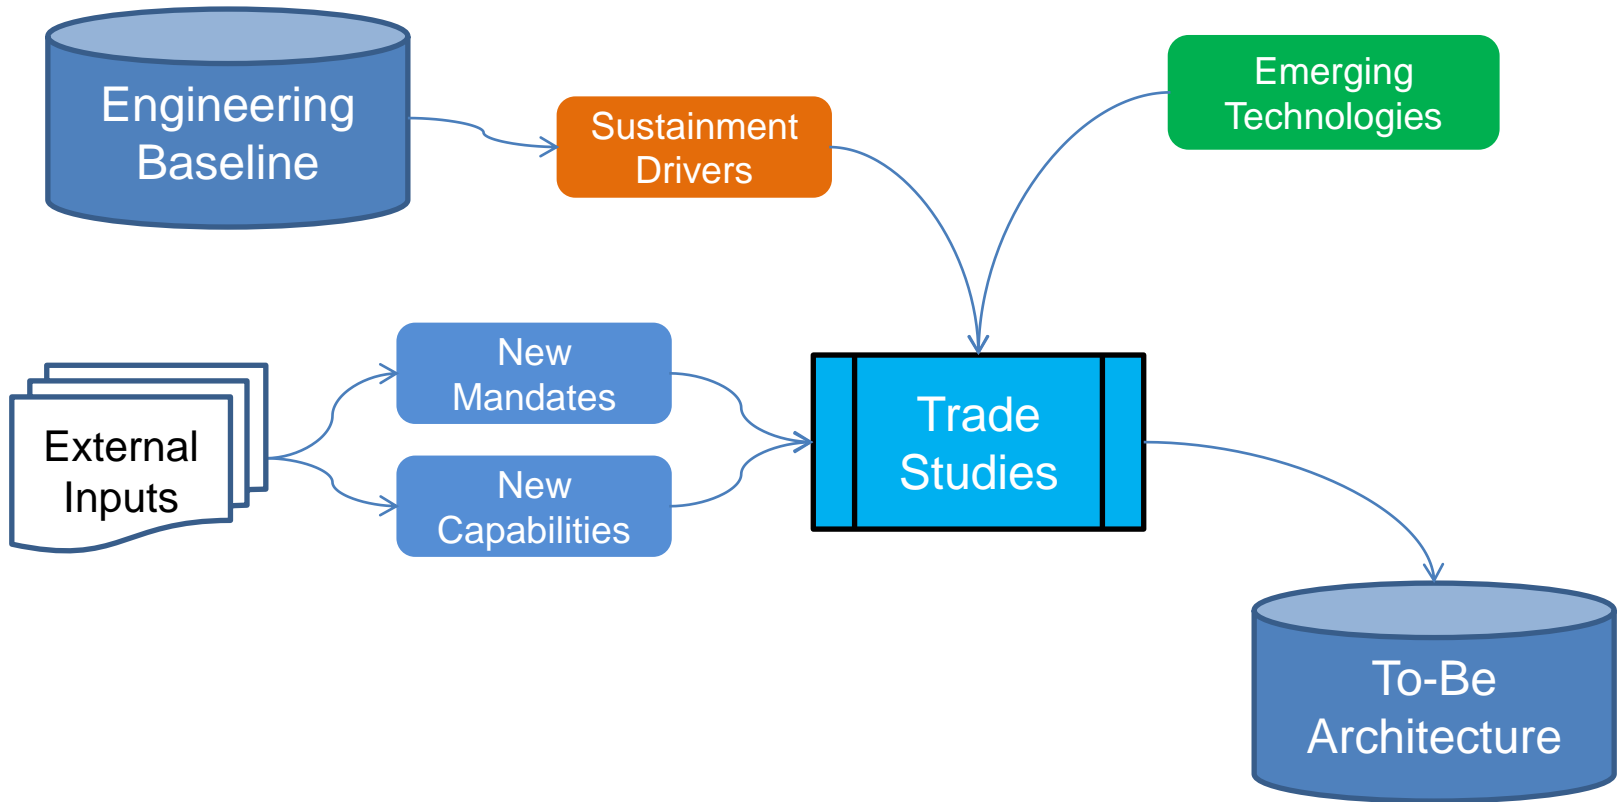 Engineering
Baseline
Sustainment
Drivers
Emerging
Technologies
External
Inputs
New
Mandates
New
Capabilities
Trade
Studies
To-Be
Architecture